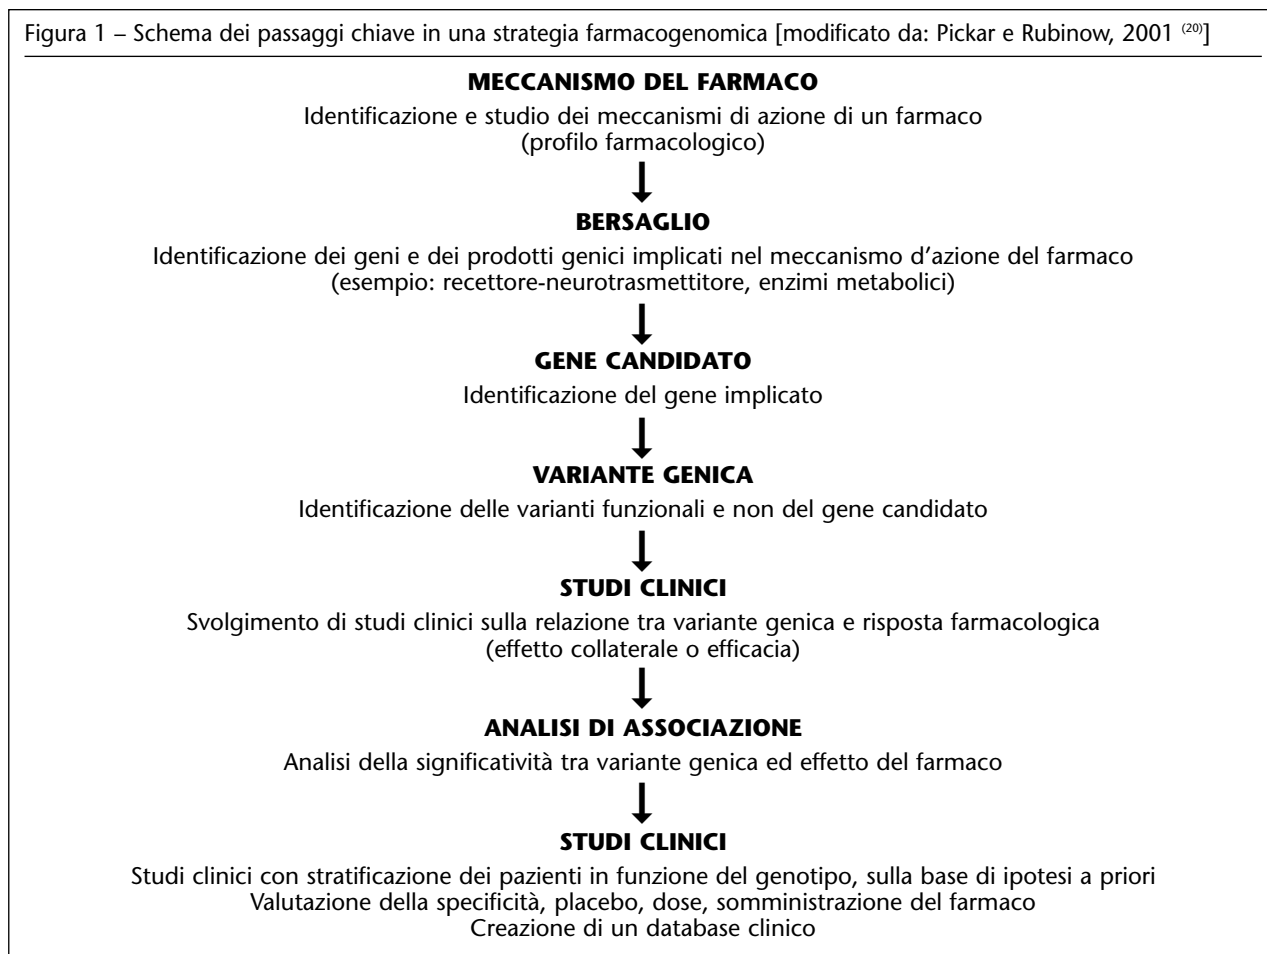 Figura 1 – Schema dei passaggi chiave in una strategia farmacogenomica [modificato da: Pickar e Rubinow, 2001 (20)]
MECCANISMO DEL FARMACO
Identificazione e studio dei meccanismi di azione di un farmaco
(profilo farmacologico)
BERSAGLIO
Identificazione dei geni e dei prodotti genici implicati nel meccanismo d’azione del farmaco
(esempio: recettore-neurotrasmettitore, enzimi metabolici)
GENE CANDIDATO
Identificazione del gene implicato
VARIANTE GENICA
Identificazione delle varianti funzionali e non del gene candidato
STUDI CLINICI
Svolgimento di studi clinici sulla relazione tra variante genica e risposta farmacologica
(effetto collaterale o efficacia)
ANALISI DI ASSOCIAZIONE
Analisi della significatività tra variante genica ed effetto del farmaco
STUDI CLINICI
Studi clinici con stratificazione dei pazienti in funzione del genotipo, sulla base di ipotesi a priori
Valutazione della specificità, placebo, dose, somministrazione del farmaco
Creazione di un database clinico